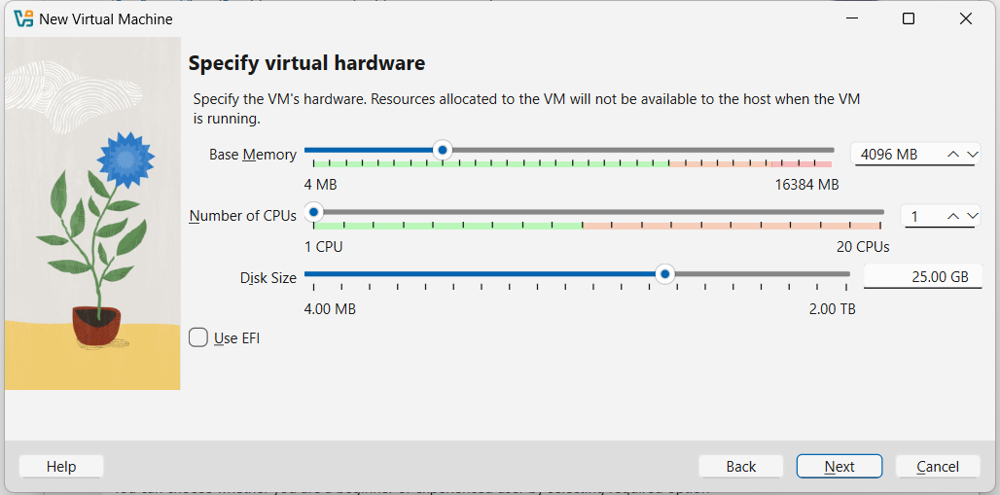 New Virtual Machine
Specify virtual hardware
Specify the VM's hardware. Resources allocated to the VM will not be available to the host when the VM
is running.
Base Memory
4096 MB
4 MB
16384 MB
Number of CPUs
1
1 CPU
20 CPUs
Disk Size
25.00 GB
4.00 MB
2.00 TB
Use EFI
Help
Back
Next
Cancel